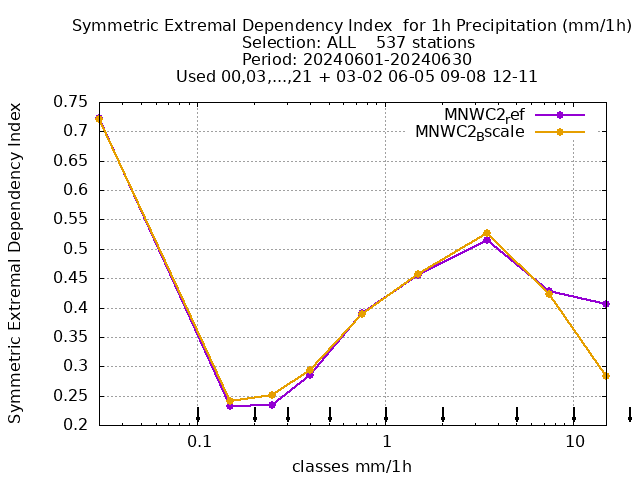 Symmetric Extremal Dependency Index  for 1h Precipitation (mm/1h)
Selection: ALL    537 stations
Period: 20240601-20240630
Used 00,03,...,21 + 03-02 06-05 09-08 12-11
Symmetric Extremal Dependency Index
0.75
0.7
0.65
0.6
0.55
0.5
0.45
0.4
0.35
0.3
0.25
0.2
MNWC2ref
MNWC2Bscale
0.1
1
10
classes mm/1h